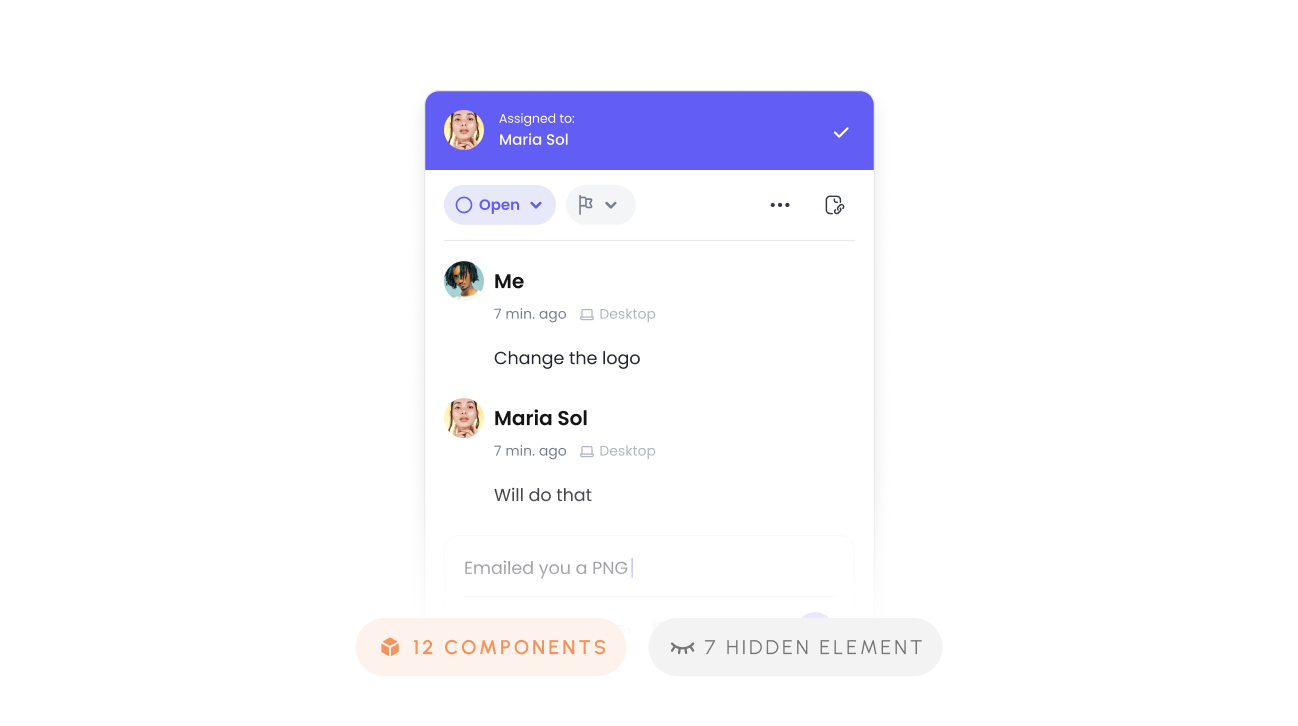 Assigned to:
Maria Sol
Open
Me
7 min. ago Desktop
Change the logo
Maria Sol
7 min. ago Desktop
Will do that
Emailed you a PNG
12 COMPONENTS
7 HIDDEN ELEMENT